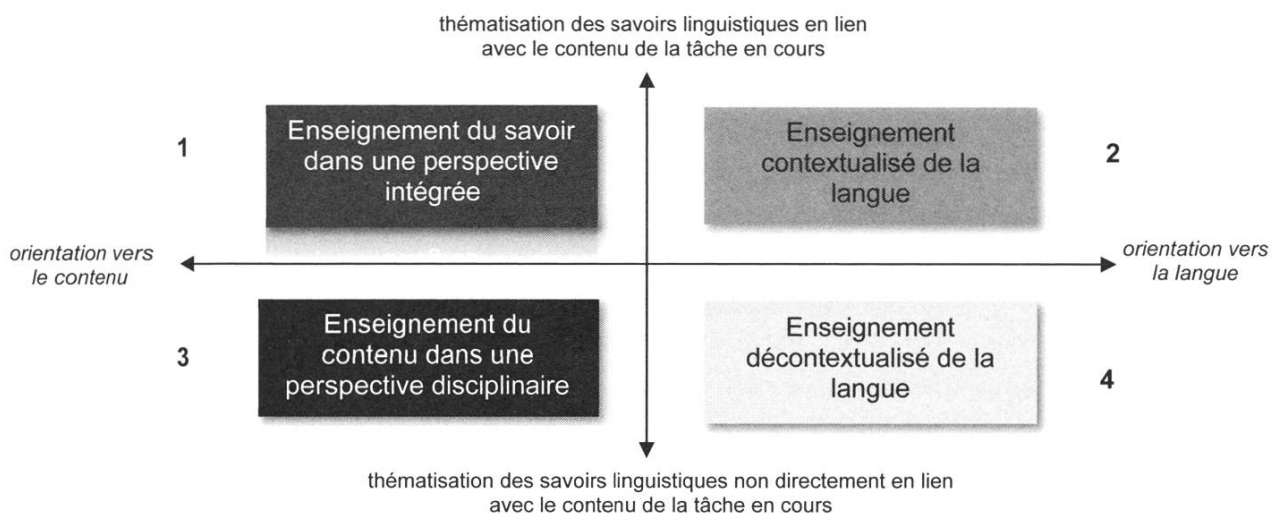 thématisation des savoirs linguistiques en lien
avec le contenu de la tâche en cours
1
Enseignement du savoir
dans une perspective
intégrée
Enseignement
contextualisé de la
langue
2
orientation vers
le contenu
orientation vers
la langue
3
Enseignement du
contenu dans une
perspective disciplinaire
Enseignement
décontextualisé de la
langue
4
thématisation des savoirs linguistiques non directement en lien
avec le contenu de la tâche en cours